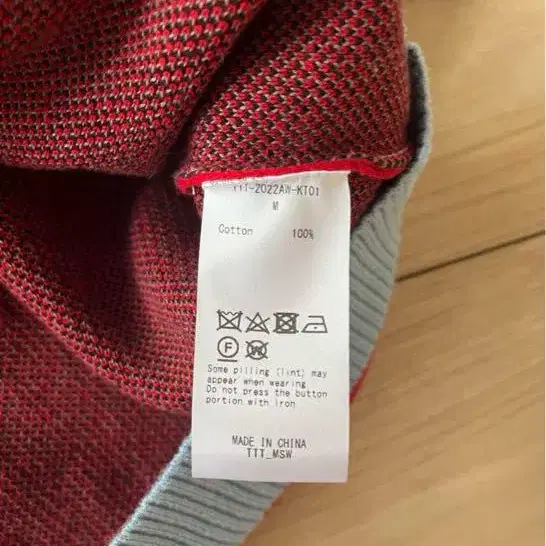 TTT-2022AW-KT01
M
Cotton 100%
F
W
Some pilling (lint) may
appear when wearing
Do not press the button
portion with iron
MADE IN CHINA
TTT_MSW